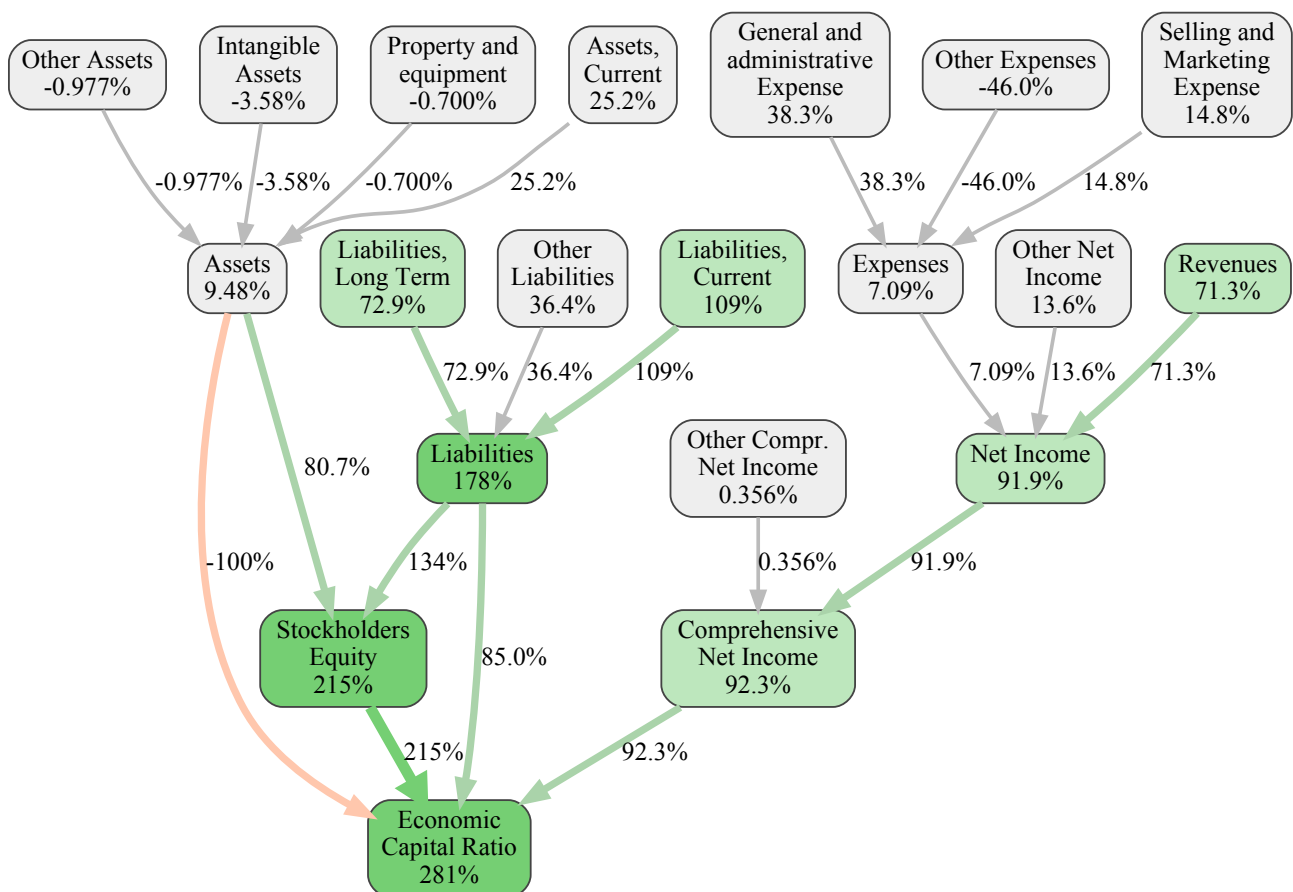 Other Assets
-0.977%
Intangible
Assets
-3.58%
Property and
equipment
-0.700%
Assets,
Current
25.2%
General and
administrative
Expense
38.3%
Other Expenses
-46.0%
Selling and
Marketing
Expense
14.8%
-0.977%
-3.58%
-0.700%
25.2%
38.3%
-46.0%
14.8%
Assets
9.48%
Liabilities,
Long Term
72.9%
Other
Liabilities
36.4%
Liabilities,
Current
109%
Expenses
7.09%
Other Net
Income
13.6%
Revenues
71.3%
72.9%
36.4%
109%
7.09%
13.6%
71.3%
80.7%
Liabilities
178%
Other Compr.
Net Income
0.356%
Net Income
91.9%
-100%
134%
0.356%
91.9%
Stockholders
Equity
215%
85.0%
Comprehensive
Net Income
92.3%
215%
92.3%
Economic
Capital Ratio
281%